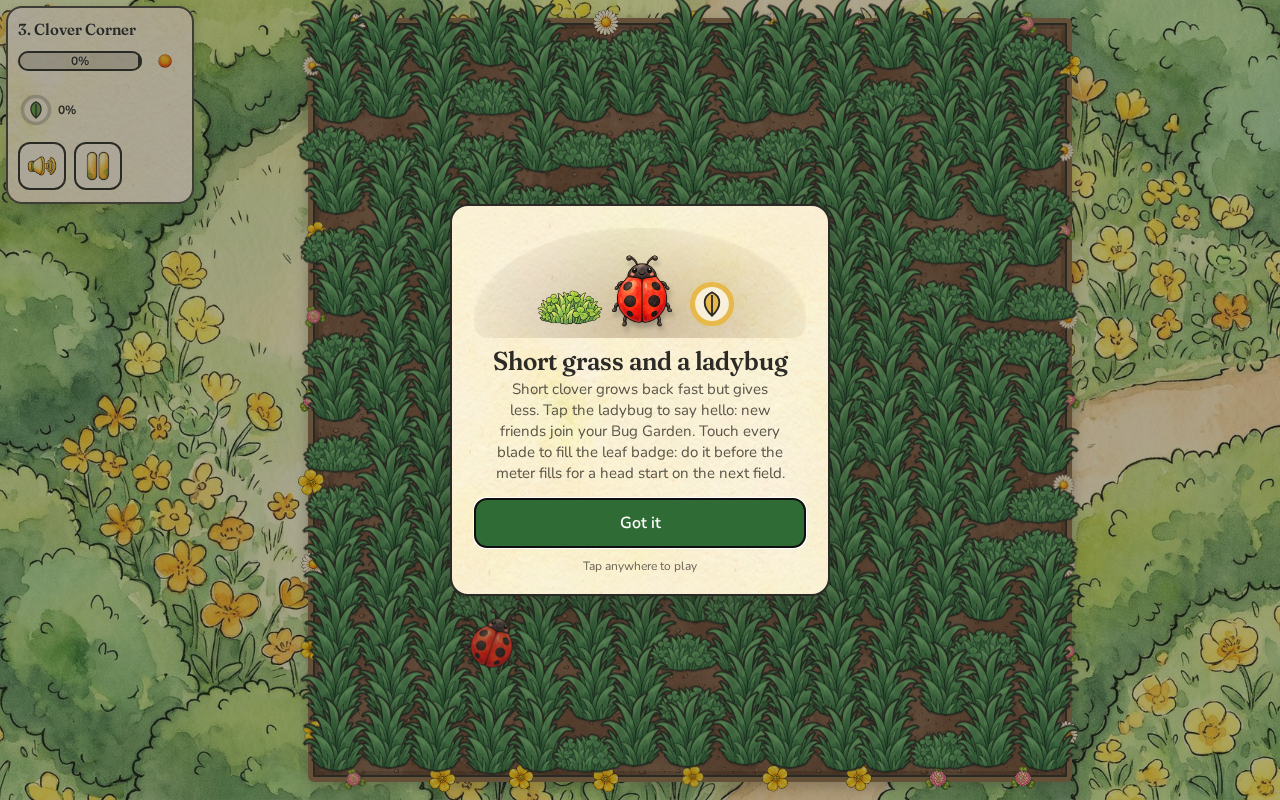 3. Clover Corner
0%
0%
Short grass and a ladybug
Short clover grows back fast but gives
less. Tap the ladybug to say hello: new
friends join your Bug Garden. Touch every
blade to fill the leaf badge: do it before the
meter fills for a head start on the next field.
Got it
Tap anywhere to play